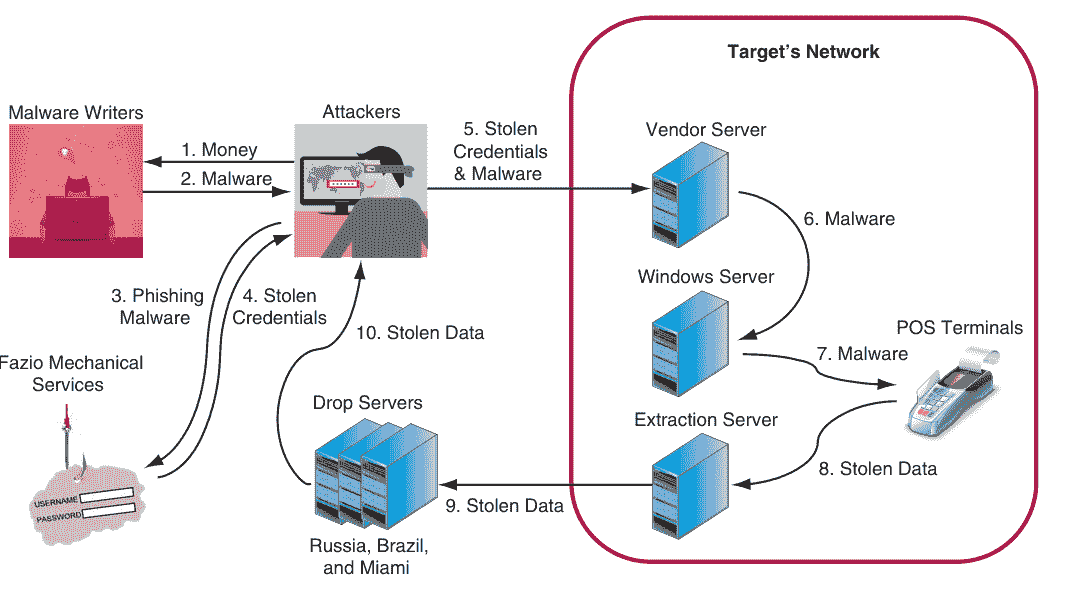 Target's Network
Malware Writers
Attackers
1. Money
2. Malware
5. Stolen
Credentials
& Malware
Vendor Server
6. Malware
Windows Server
3. Phishing
Malware
4. Stolen
Credentials
10. Stolen Data
7. Malware
POS Terminals
Fazio Mechanical
Services
USERNAME
PASSWORD
Drop Servers
Extraction Server
8. Stolen Data
9. Stolen Data
Russia, Brazil,
and Miami